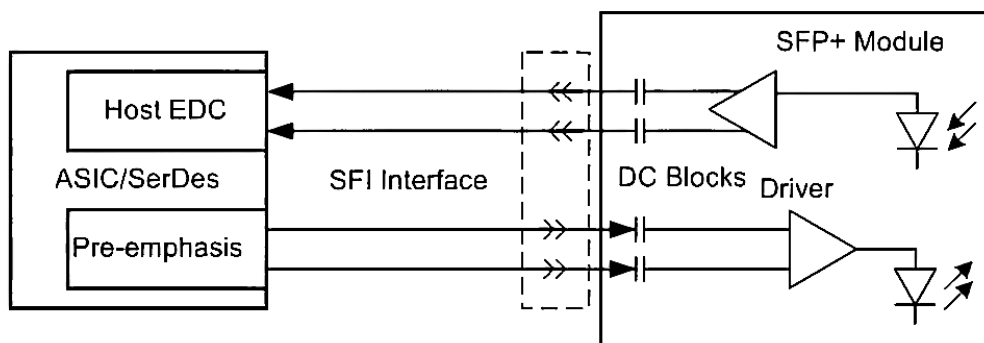 SFP+ Module
Host EDC
ASIC/SerDes
SFI Interface
DC Blocks
Driver
Pre-emphasis